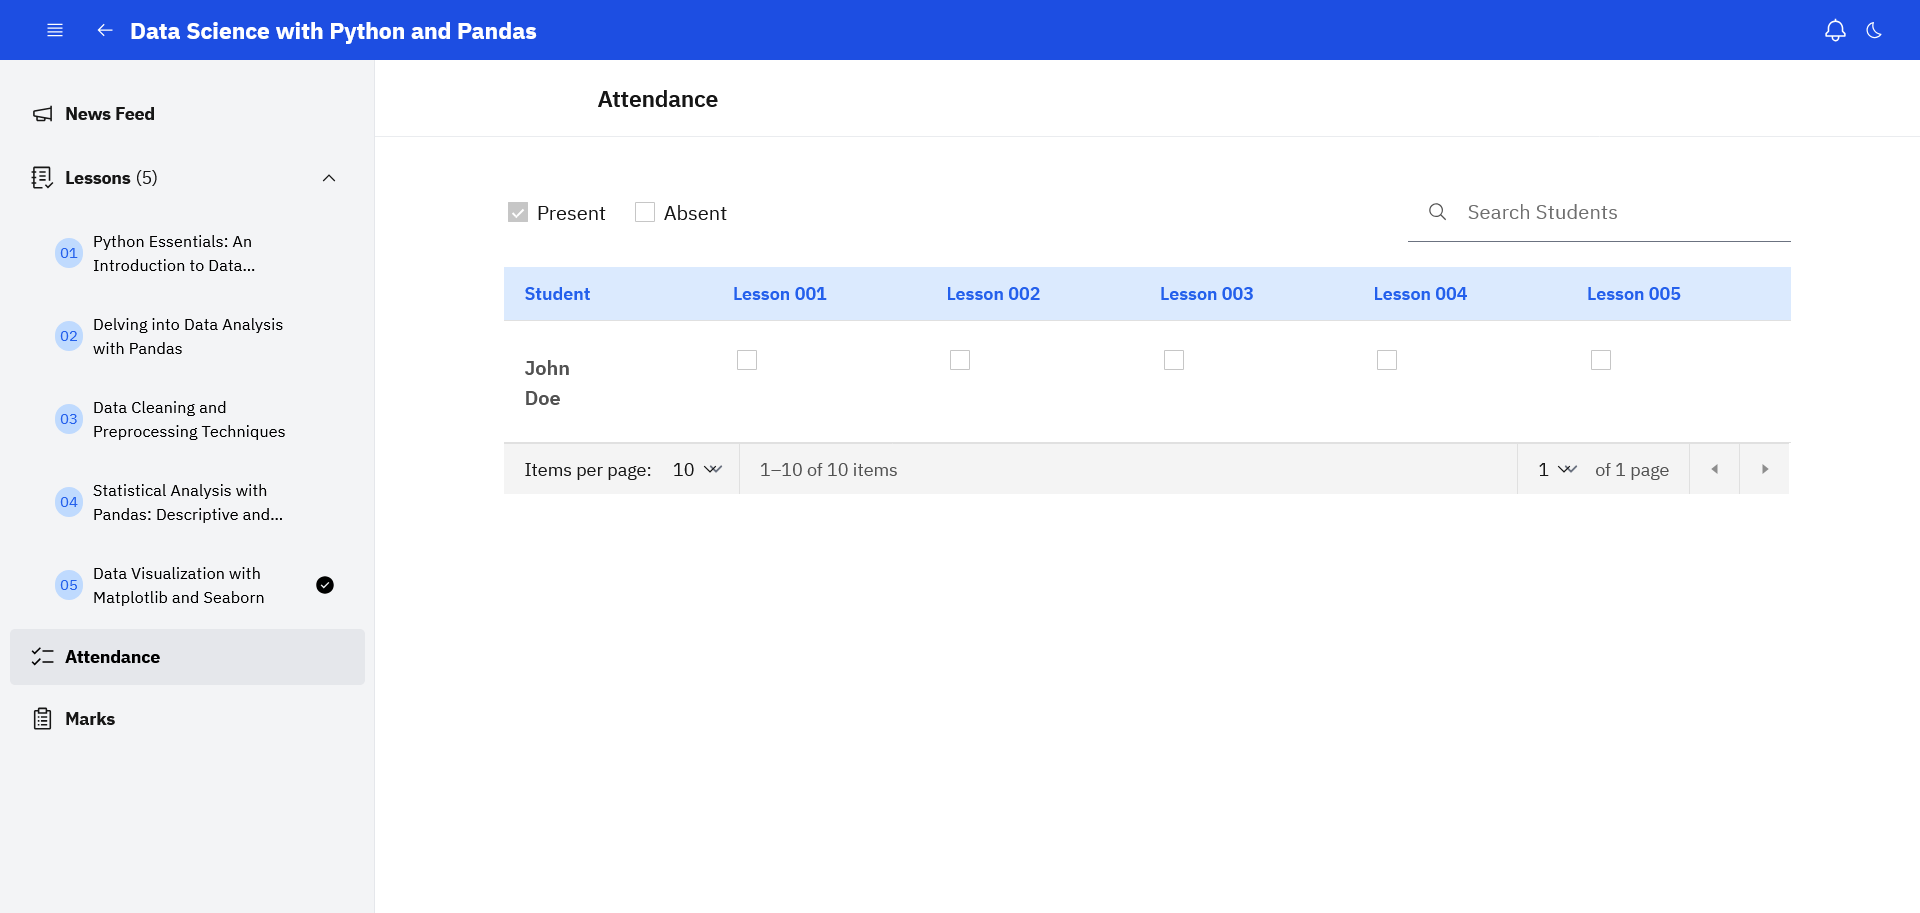 Data Science with Python and Pandas
News Feed
Lessons (5)
01
Python Essentials: An
Introduction to Data...
02
Delving into Data Analysis
with Pandas
03
Data Cleaning and
Preprocessing Techniques
04
Statistical Analysis with
Pandas: Descriptive and...
05
Data Visualization with
Matplotlib and Seaborn
Attendance
Marks
Attendance
Present
Absent
Search Students
Student Lesson 001 Lesson 002 Lesson 003 Lesson 004 Lesson 005
John
Doe
Items per page: 10 1–10 of 10 items 1 of 1 page